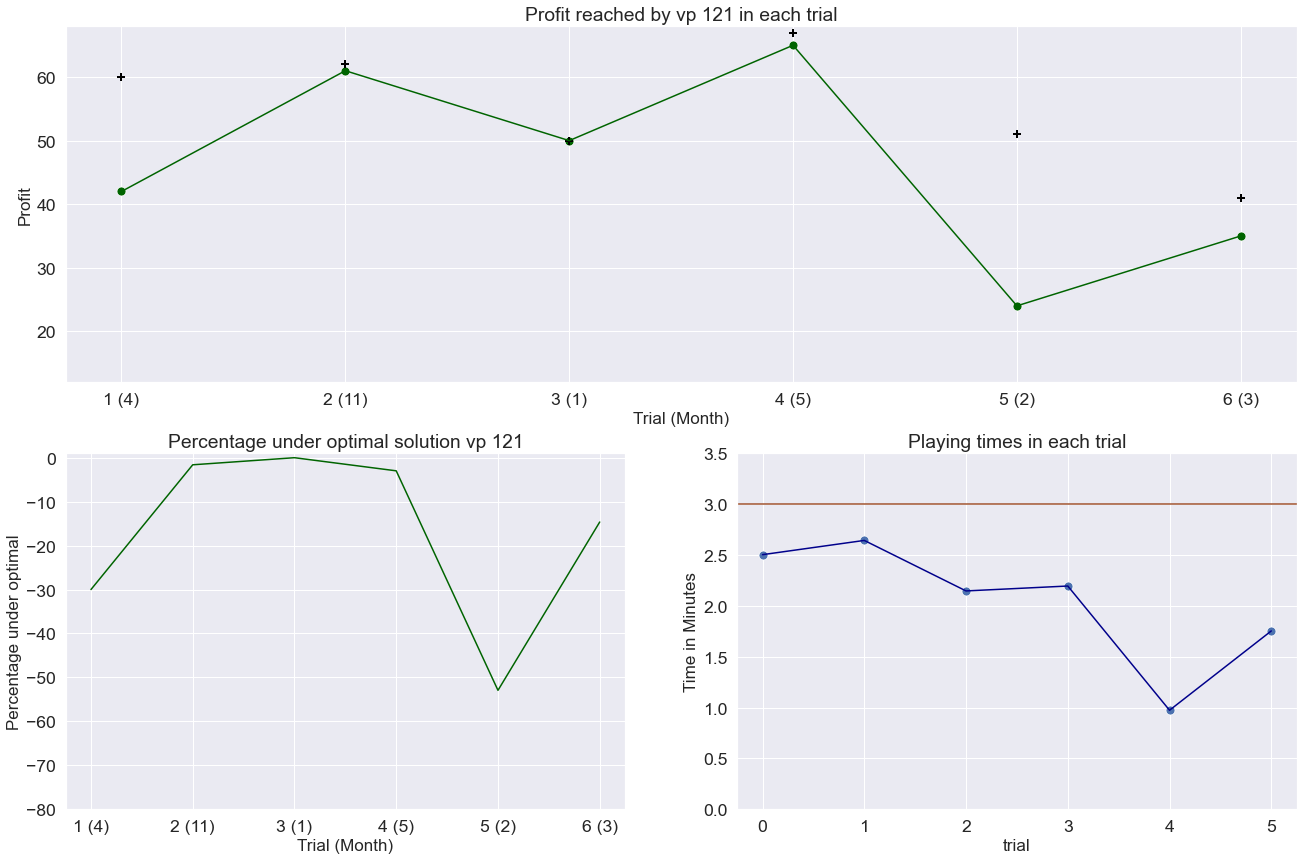 Profit reached by vp 121 in each trial
Profit
60
50
40
30
20
1 (4) 2 (11) 3 (1) 4 (5) 5 (2) 6 (3)
Trial (Month)
Percentage under optimal solution vp 121
Percentage under optimal
0
−10
−20
−30
−40
−50
−60
−70
−80
1 (4) 2 (11) 3 (1) 4 (5) 5 (2) 6 (3)
Trial (Month)
Playing times in each trial
Time in Minutes
3.5
3.0
2.5
2.0
1.5
1.0
0.5
0.0
0 1 2 3 4 5
trial